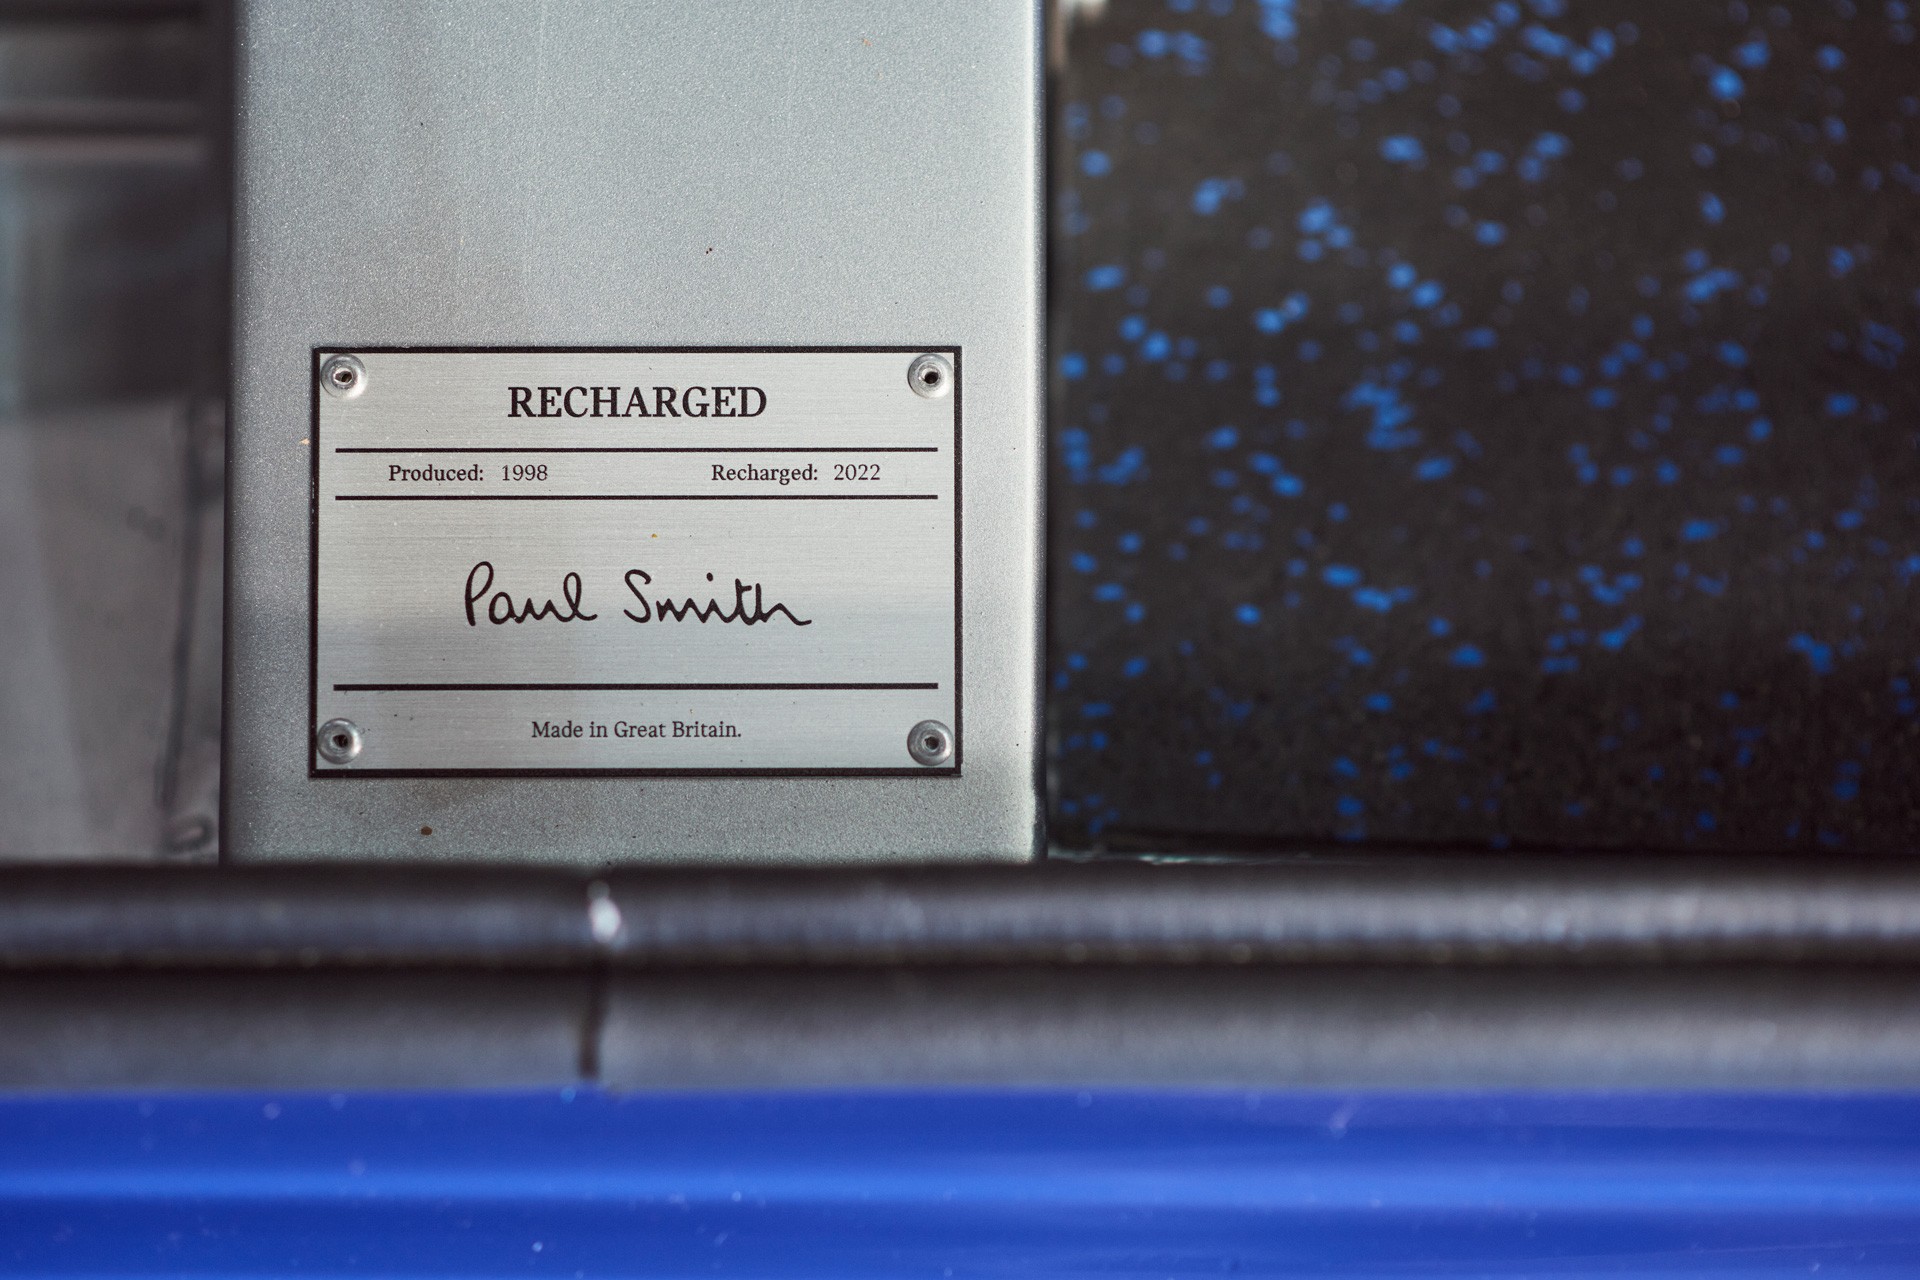 RECHARGED
Produced: 1998 Recharged: 2022
Paul Smith
Made in Great Britain.